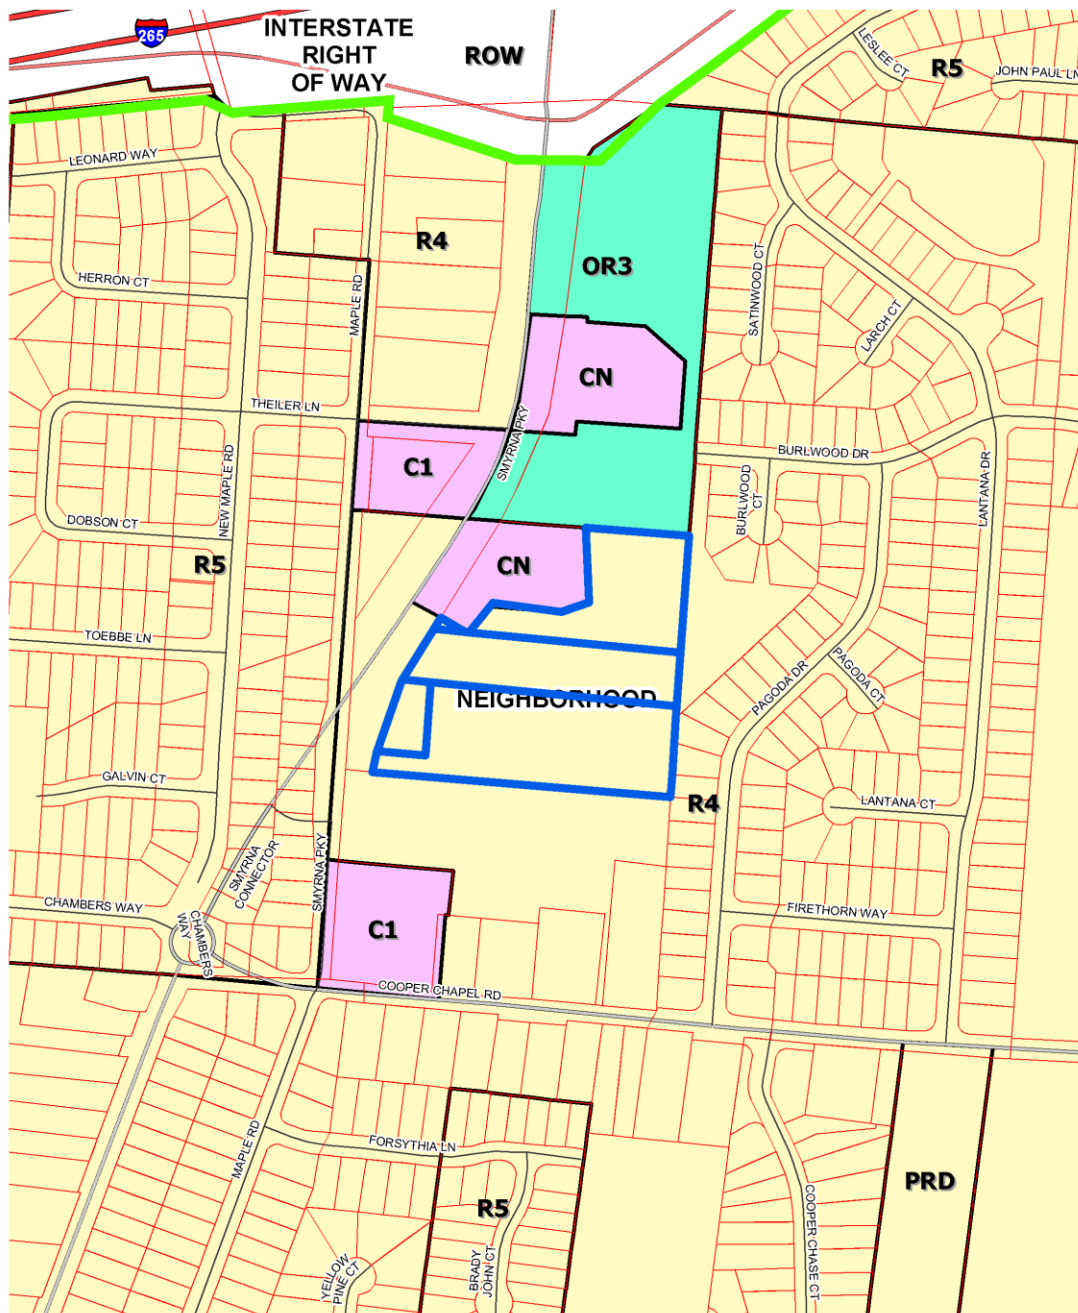 INTERSTATE
RIGHT
OF WAY
265
ROW
LESLEE CT
R5
JOHN PAUL LN
LEONARD WAY
R4
OR3
HERRON CT
MAPLE RD
SATINWOOD CT
LARCH CT
CN
THEILER LN
SMYRNA PKY
C1
NEW MAPLE RD
BURLWOOD DR
BURLWOOD
CT
LANTANA DR
DOBSON CT
R5
CN
TOEBBE LN
PAGODA CT
PAGODA DR
NEIGHBORHOOD
GALVIN CT
R4
LANTANA CT
SMYRNA
CONNECTOR
SMYRNA PKY
CHAMBERS WAY
CHAMBERS
WAY
C1
FIRETHORN WAY
COOPER CHAPEL RD
MAPLE RD
FORSYTHIA LN
R5
PRD
COOPER CHASE CT
YELLOW
PINE CT
BRADY
JOHN CT